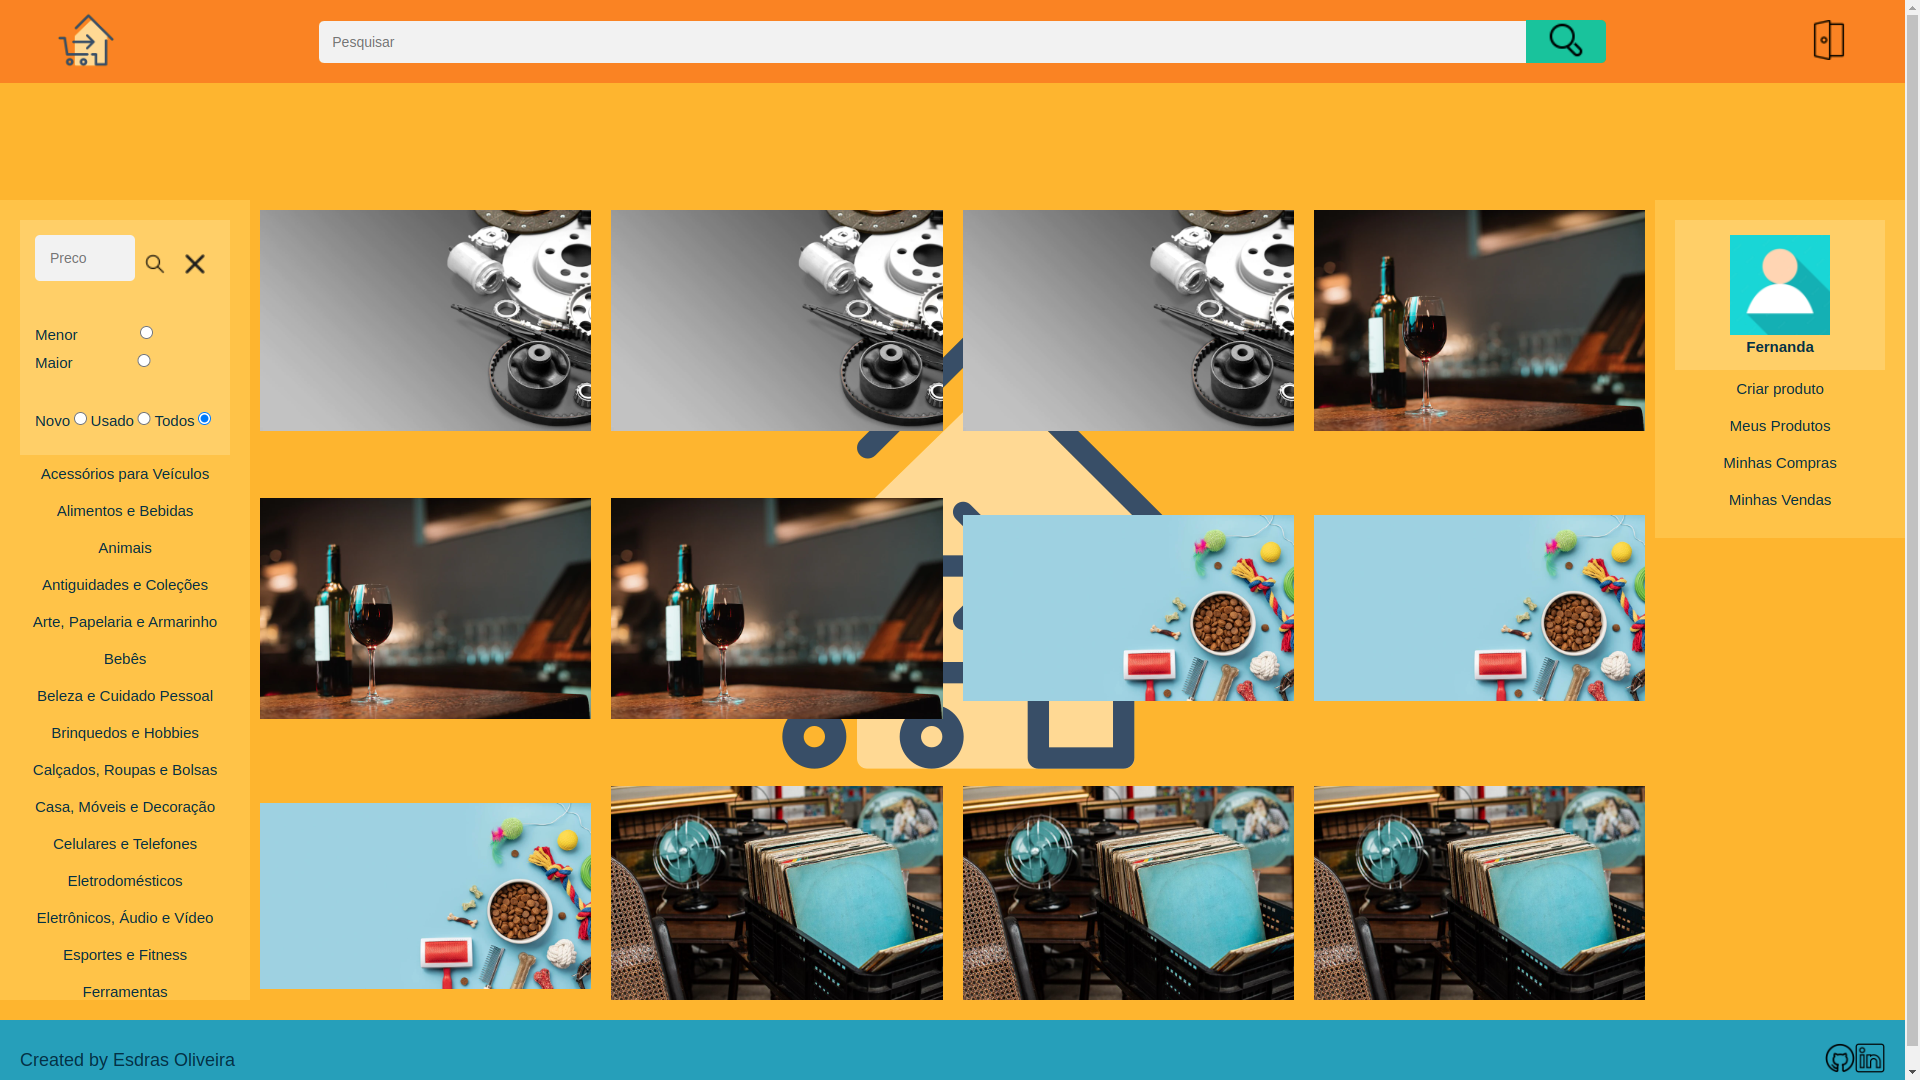 Pesquisar
Preco
Menor
Maior
Novo Usado Todos
Acessórios para Veículos
Alimentos e Bebidas
Animais
Antiguidades e Coleções
Arte, Papelaria e Armarinho
Bebês
Beleza e Cuidado Pessoal
Brinquedos e Hobbies
Calçados, Roupas e Bolsas
Casa, Móveis e Decoração
Celulares e Telefones
Eletrodomésticos
Eletrônicos, Áudio e Vídeo
Esportes e Fitness
Ferramentas
Fernanda
Criar produto
Meus Produtos
Minhas Compras
Minhas Vendas
Created by Esdras Oliveira